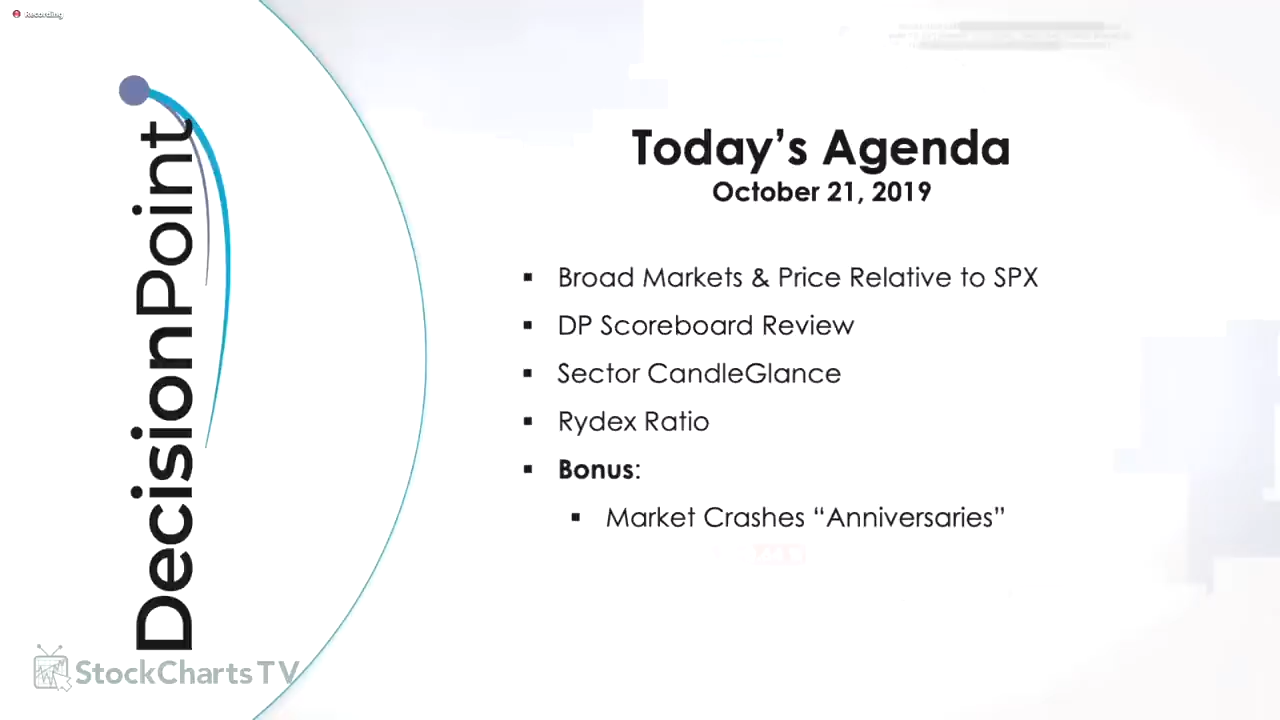 Recording
DecisionPoint
Today’s Agenda
October 21, 2019
▪ Broad Markets & Price Relative to SPX
▪ DP Scoreboard Review
▪ Sector CandleGlance
▪ Rydex Ratio
▪ Bonus:
▪ Market Crashes “Anniversaries”
StockCharts TV